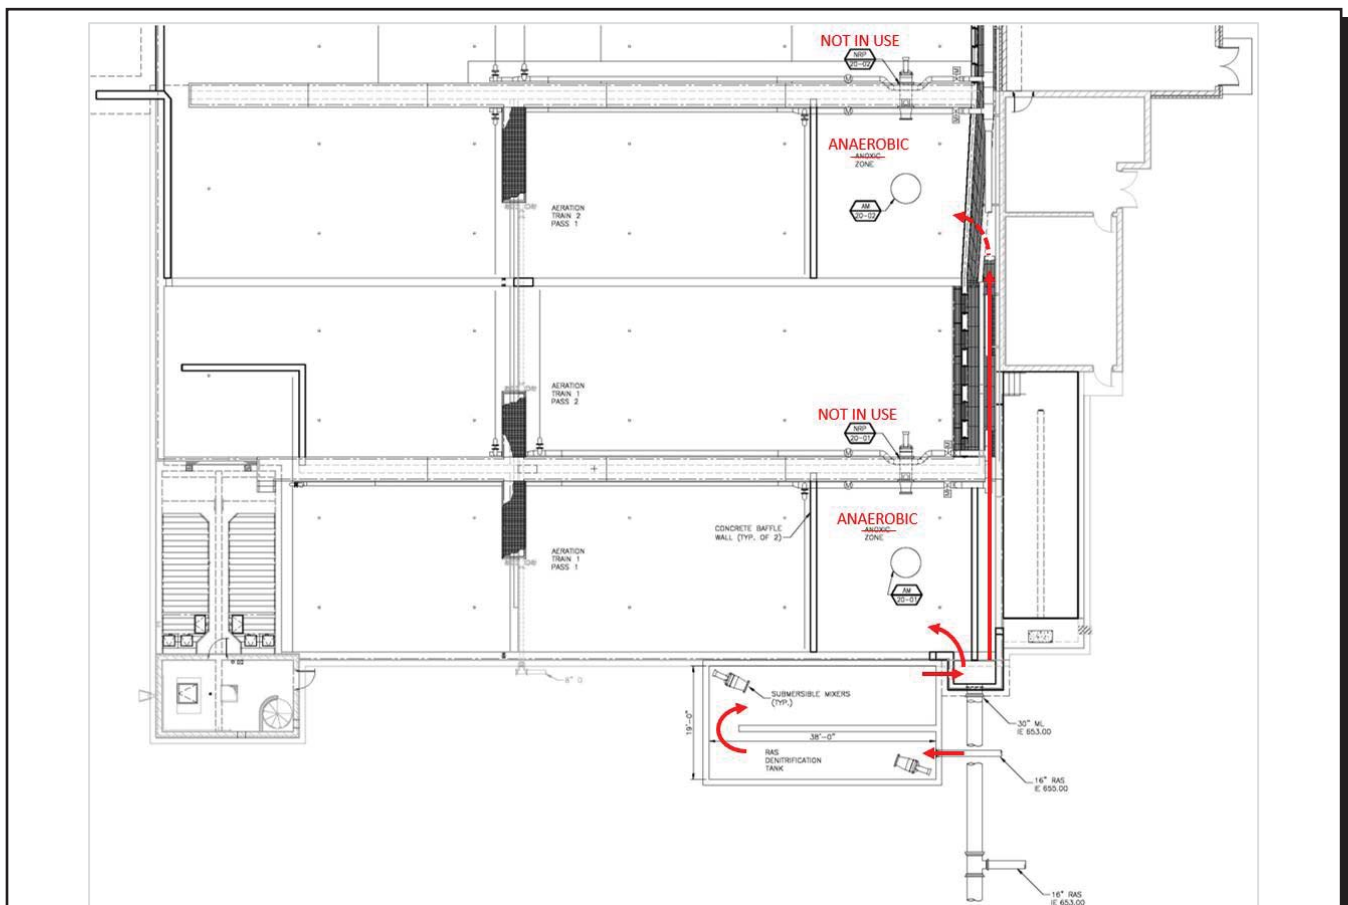 NOT IN USE
NRP
20-02
M
M
ANAEROBIC
ANOXIC
ZONE
AM
20-02
AERATION
TRAIN 2
PASS 1
AERATION
TRAIN 1
PASS 2
NOT IN USE
NRP
20-01
M
M
CONCRETE BAFFLE
WALL (TYP. OF 2)
ANAEROBIC
ANOXIC
ZONE
AERATION
TRAIN 1
PASS 1
AM
20-01
SUBMERSIBLE MIXERS
(TYP.)
19'-0"
38'-0"
RAS
DENITRIFICATION
TANK
30" ML
IE 653.00
16" RAS
IE 655.00
16" RAS
IE 653.00